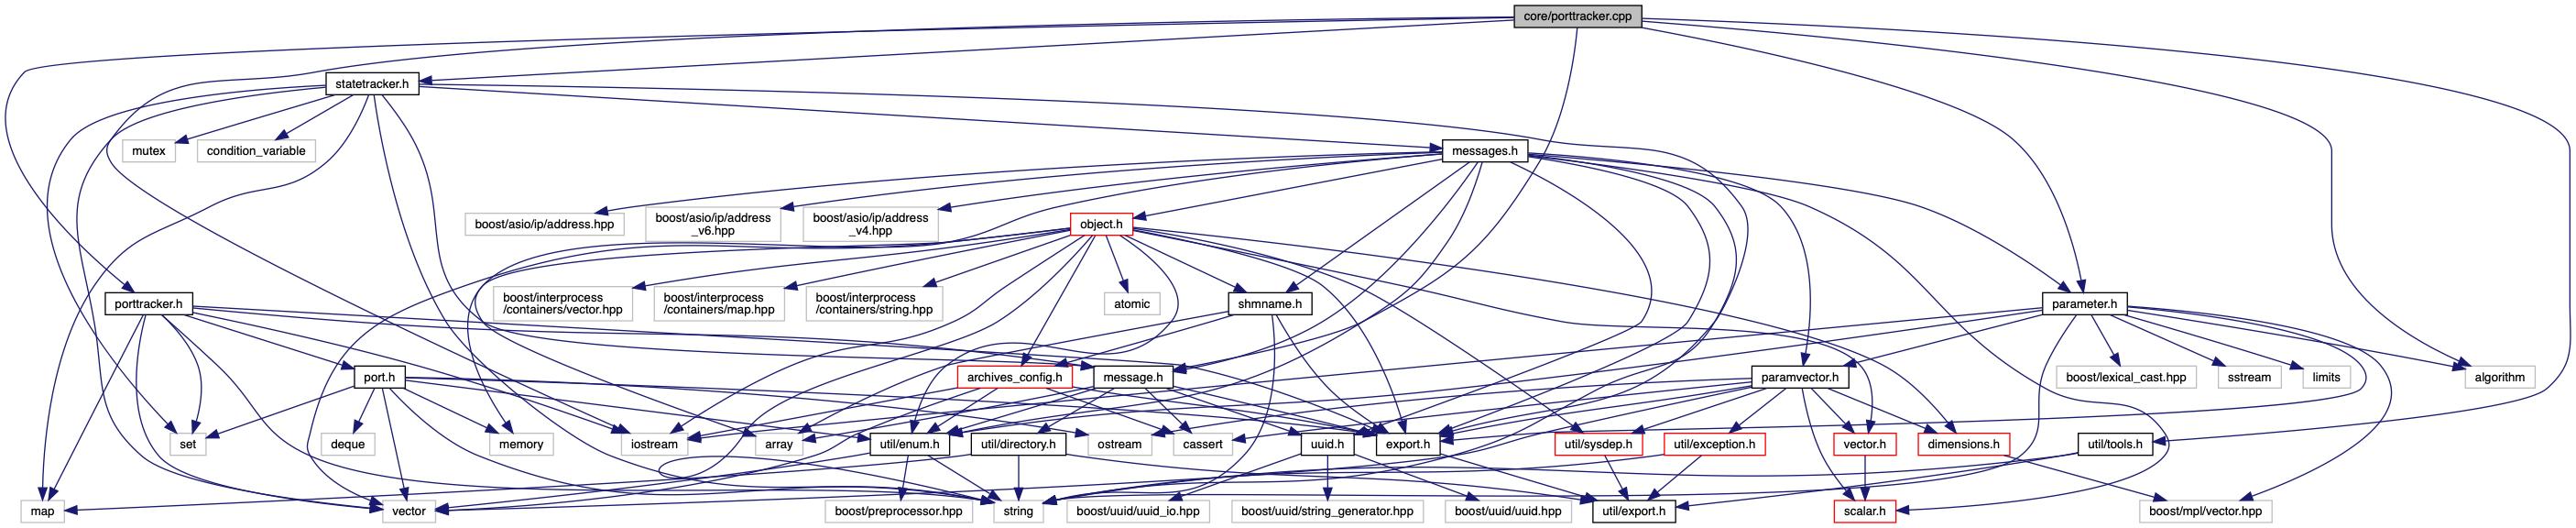 core/porttracker.cpp
statetracker.h
mutex
condition_variable
messages.h
boost/asio/ip/address.hpp
boost/asio/ip/address
_v6.hpp
boost/asio/ip/address
_v4.hpp
object.h
porttracker.h
boost/interprocess
/containers/vector.hpp
boost/interprocess
/containers/map.hpp
boost/interprocess
/containers/string.hpp
atomic
shmname.h
parameter.h
port.h
archives_config.h
message.h
paramvector.h
boost/lexical_cast.hpp
sstream
limits
algorithm
set
deque
memory
iostream
array
util/enum.h
util/directory.h
ostream
cassert
uuid.h
export.h
util/sysdep.h
util/exception.h
vector.h
dimensions.h
util/tools.h
map
vector
boost/preprocessor.hpp
string
boost/uuid/uuid_io.hpp
boost/uuid/string_generator.hpp
boost/uuid/uuid.hpp
util/export.h
scalar.h
boost/mpl/vector.hpp